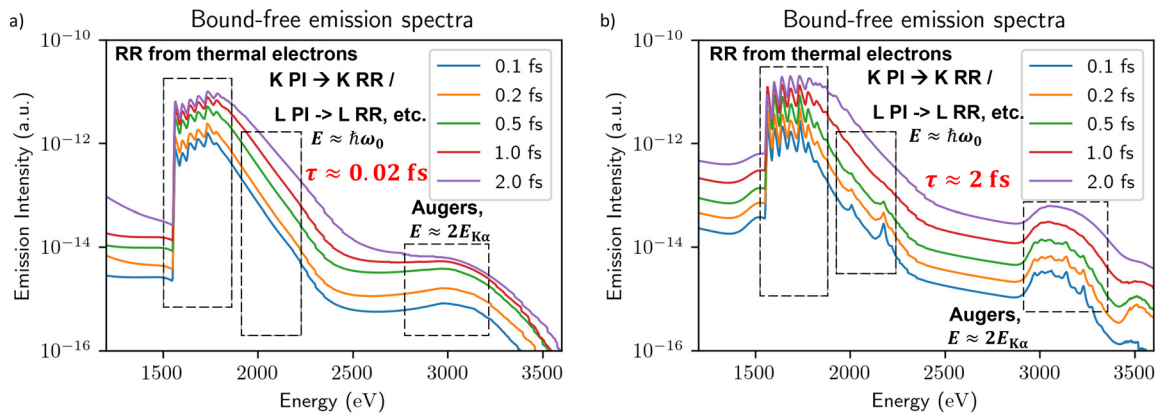 a)
Bound-free emission spectra
RR from thermal electrons
K PI → K RR /
L PI -> L RR, etc.
E ≈ ħω₀
τ ≈ 0.02 fs
Augers,
E ≈ 2E_Kα
0.1 fs
0.2 fs
0.5 fs
1.0 fs
2.0 fs
Emission Intensity (a.u.)
10⁻¹⁰
10⁻¹²
10⁻¹⁴
10⁻¹⁶
1500 2000 2500 3000 3500
Energy (eV)
b)
Bound-free emission spectra
RR from thermal electrons
K PI → K RR /
L PI -> L RR, etc.
E ≈ ħω₀
τ ≈ 2 fs
Augers,
E ≈ 2E_Kα
0.1 fs
0.2 fs
0.5 fs
1.0 fs
2.0 fs
Emission Intensity (a.u.)
10⁻¹⁰
10⁻¹²
10⁻¹⁴
10⁻¹⁶
1500 2000 2500 3000 3500
Energy (eV)